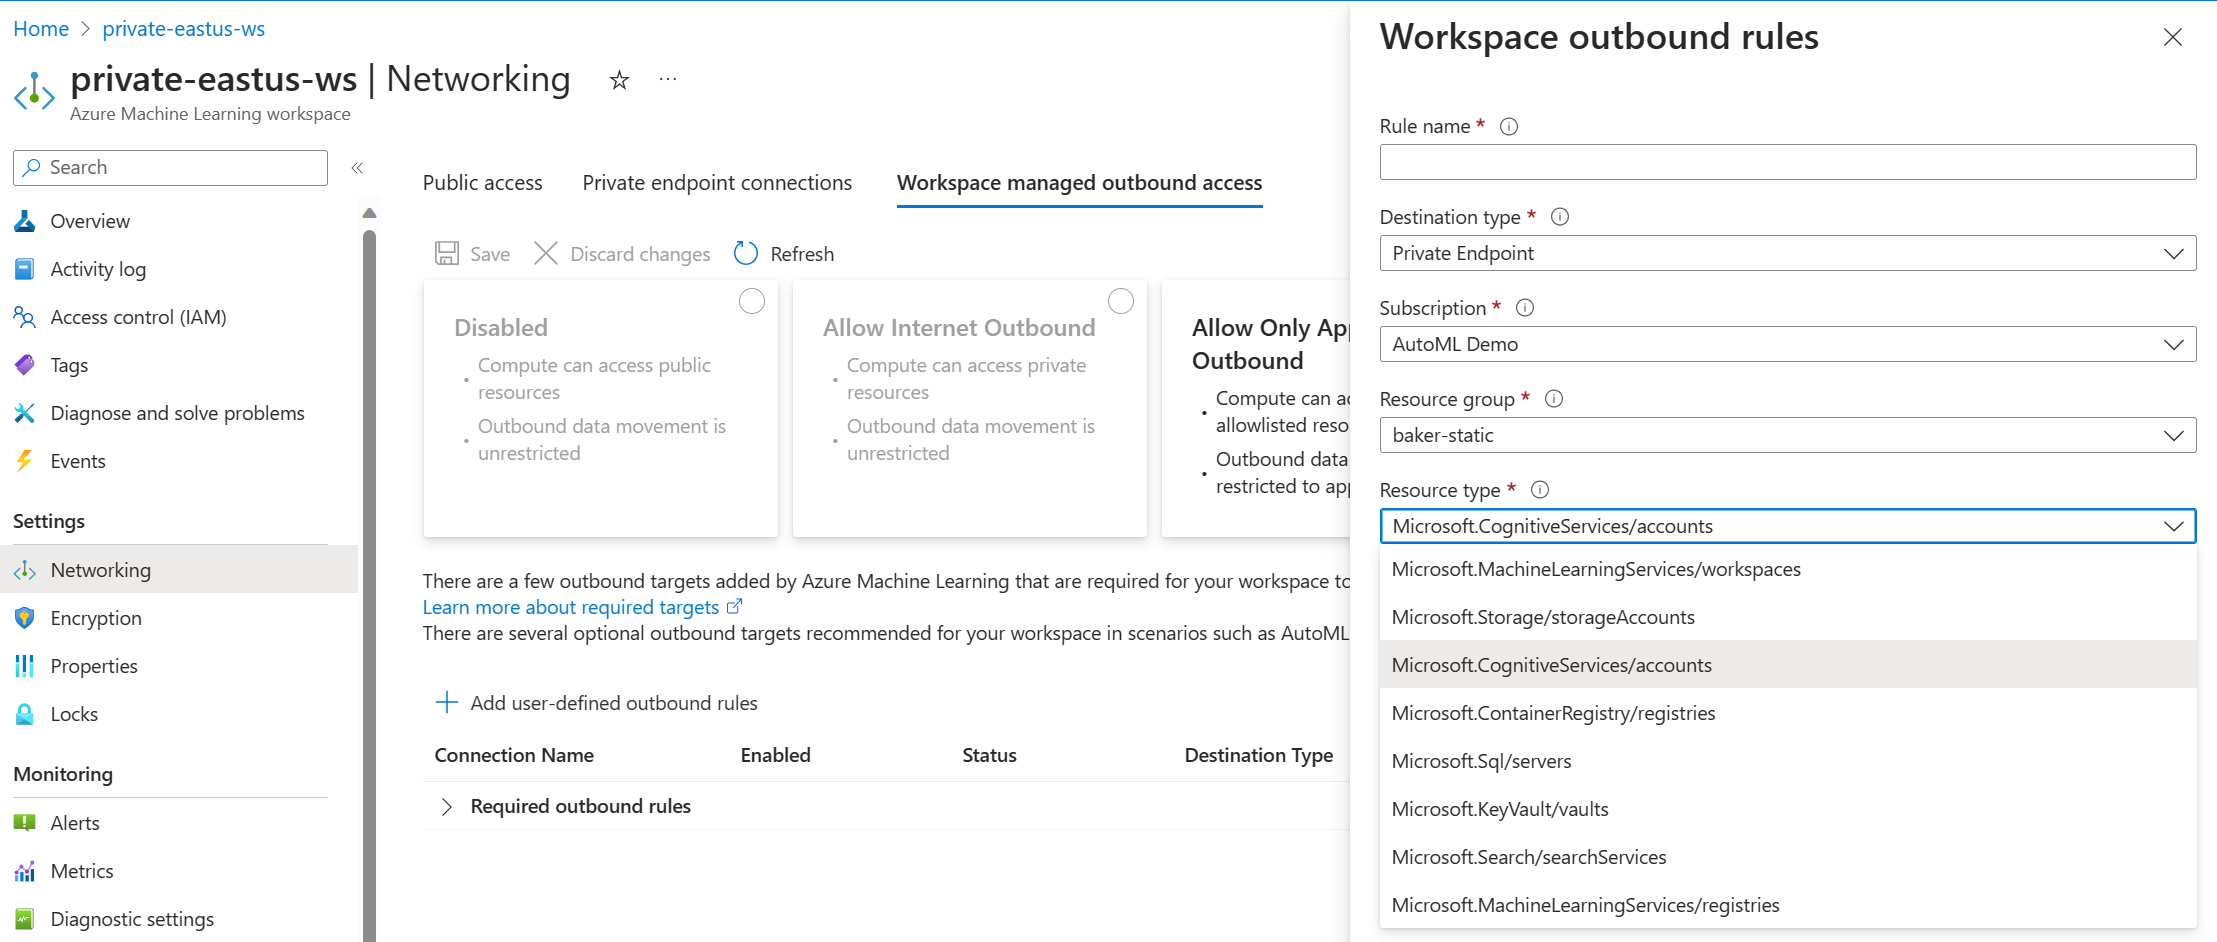 Home > private-eastus-ws
private-eastus-ws | Networking
Azure Machine Learning workspace
Search
Overview
Activity log
Access control (IAM)
Tags
Diagnose and solve problems
Events
Settings
Networking
Encryption
Properties
Locks
Monitoring
Alerts
Metrics
Diagnostic settings
Public access
Private endpoint connections
Workspace managed outbound access
Save
Discard changes
Refresh
Disabled
• Compute can access public
resources
• Outbound data movement is
unrestricted
Allow Internet Outbound
• Compute can access private
resources
• Outbound data movement is
unrestricted
Allow Only App
Outbound
• Compute can ac
allowlisted reso
• Outbound data
restricted to app
There are a few outbound targets added by Azure Machine Learning that are required for your workspace to
Learn more about required targets
There are several optional outbound targets recommended for your workspace in scenarios such as AutoML
+ Add user-defined outbound rules
Connection Name
Enabled
Status
Destination Type
Required outbound rules
Workspace outbound rules
Rule name *
Destination type *
Private Endpoint
Subscription *
AutoML Demo
Resource group *
baker-static
Resource type *
Microsoft.CognitiveServices/accounts
Microsoft.MachineLearningServices/workspaces
Microsoft.Storage/storageAccounts
Microsoft.CognitiveServices/accounts
Microsoft.ContainerRegistry/registries
Microsoft.Sql/servers
Microsoft.KeyVault/vaults
Microsoft.Search/searchServices
Microsoft.MachineLearningServices/registries